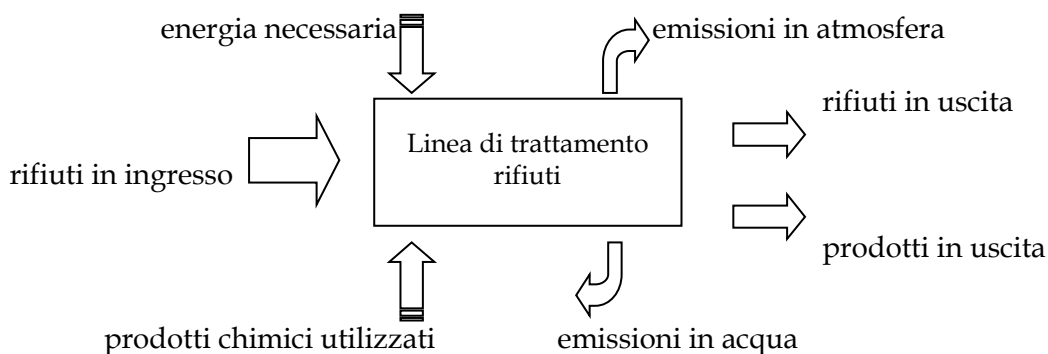 energia necessaria
emissioni in atmosfera
rifiuti in uscita
Linea di trattamento
rifiuti
rifiuti in ingresso
prodotti in uscita
prodotti chimici utilizzati
emissioni in acqua